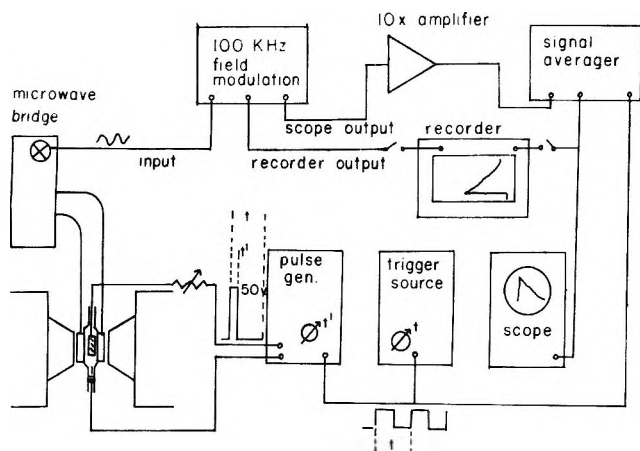 10x amplifier
100 KHz
field
modulation
signal
averager
microwave
bridge
scope output
recorder
input
recorder output
t
t'
50v
pulse
gen.
t'
trigger
source
t
scope
t